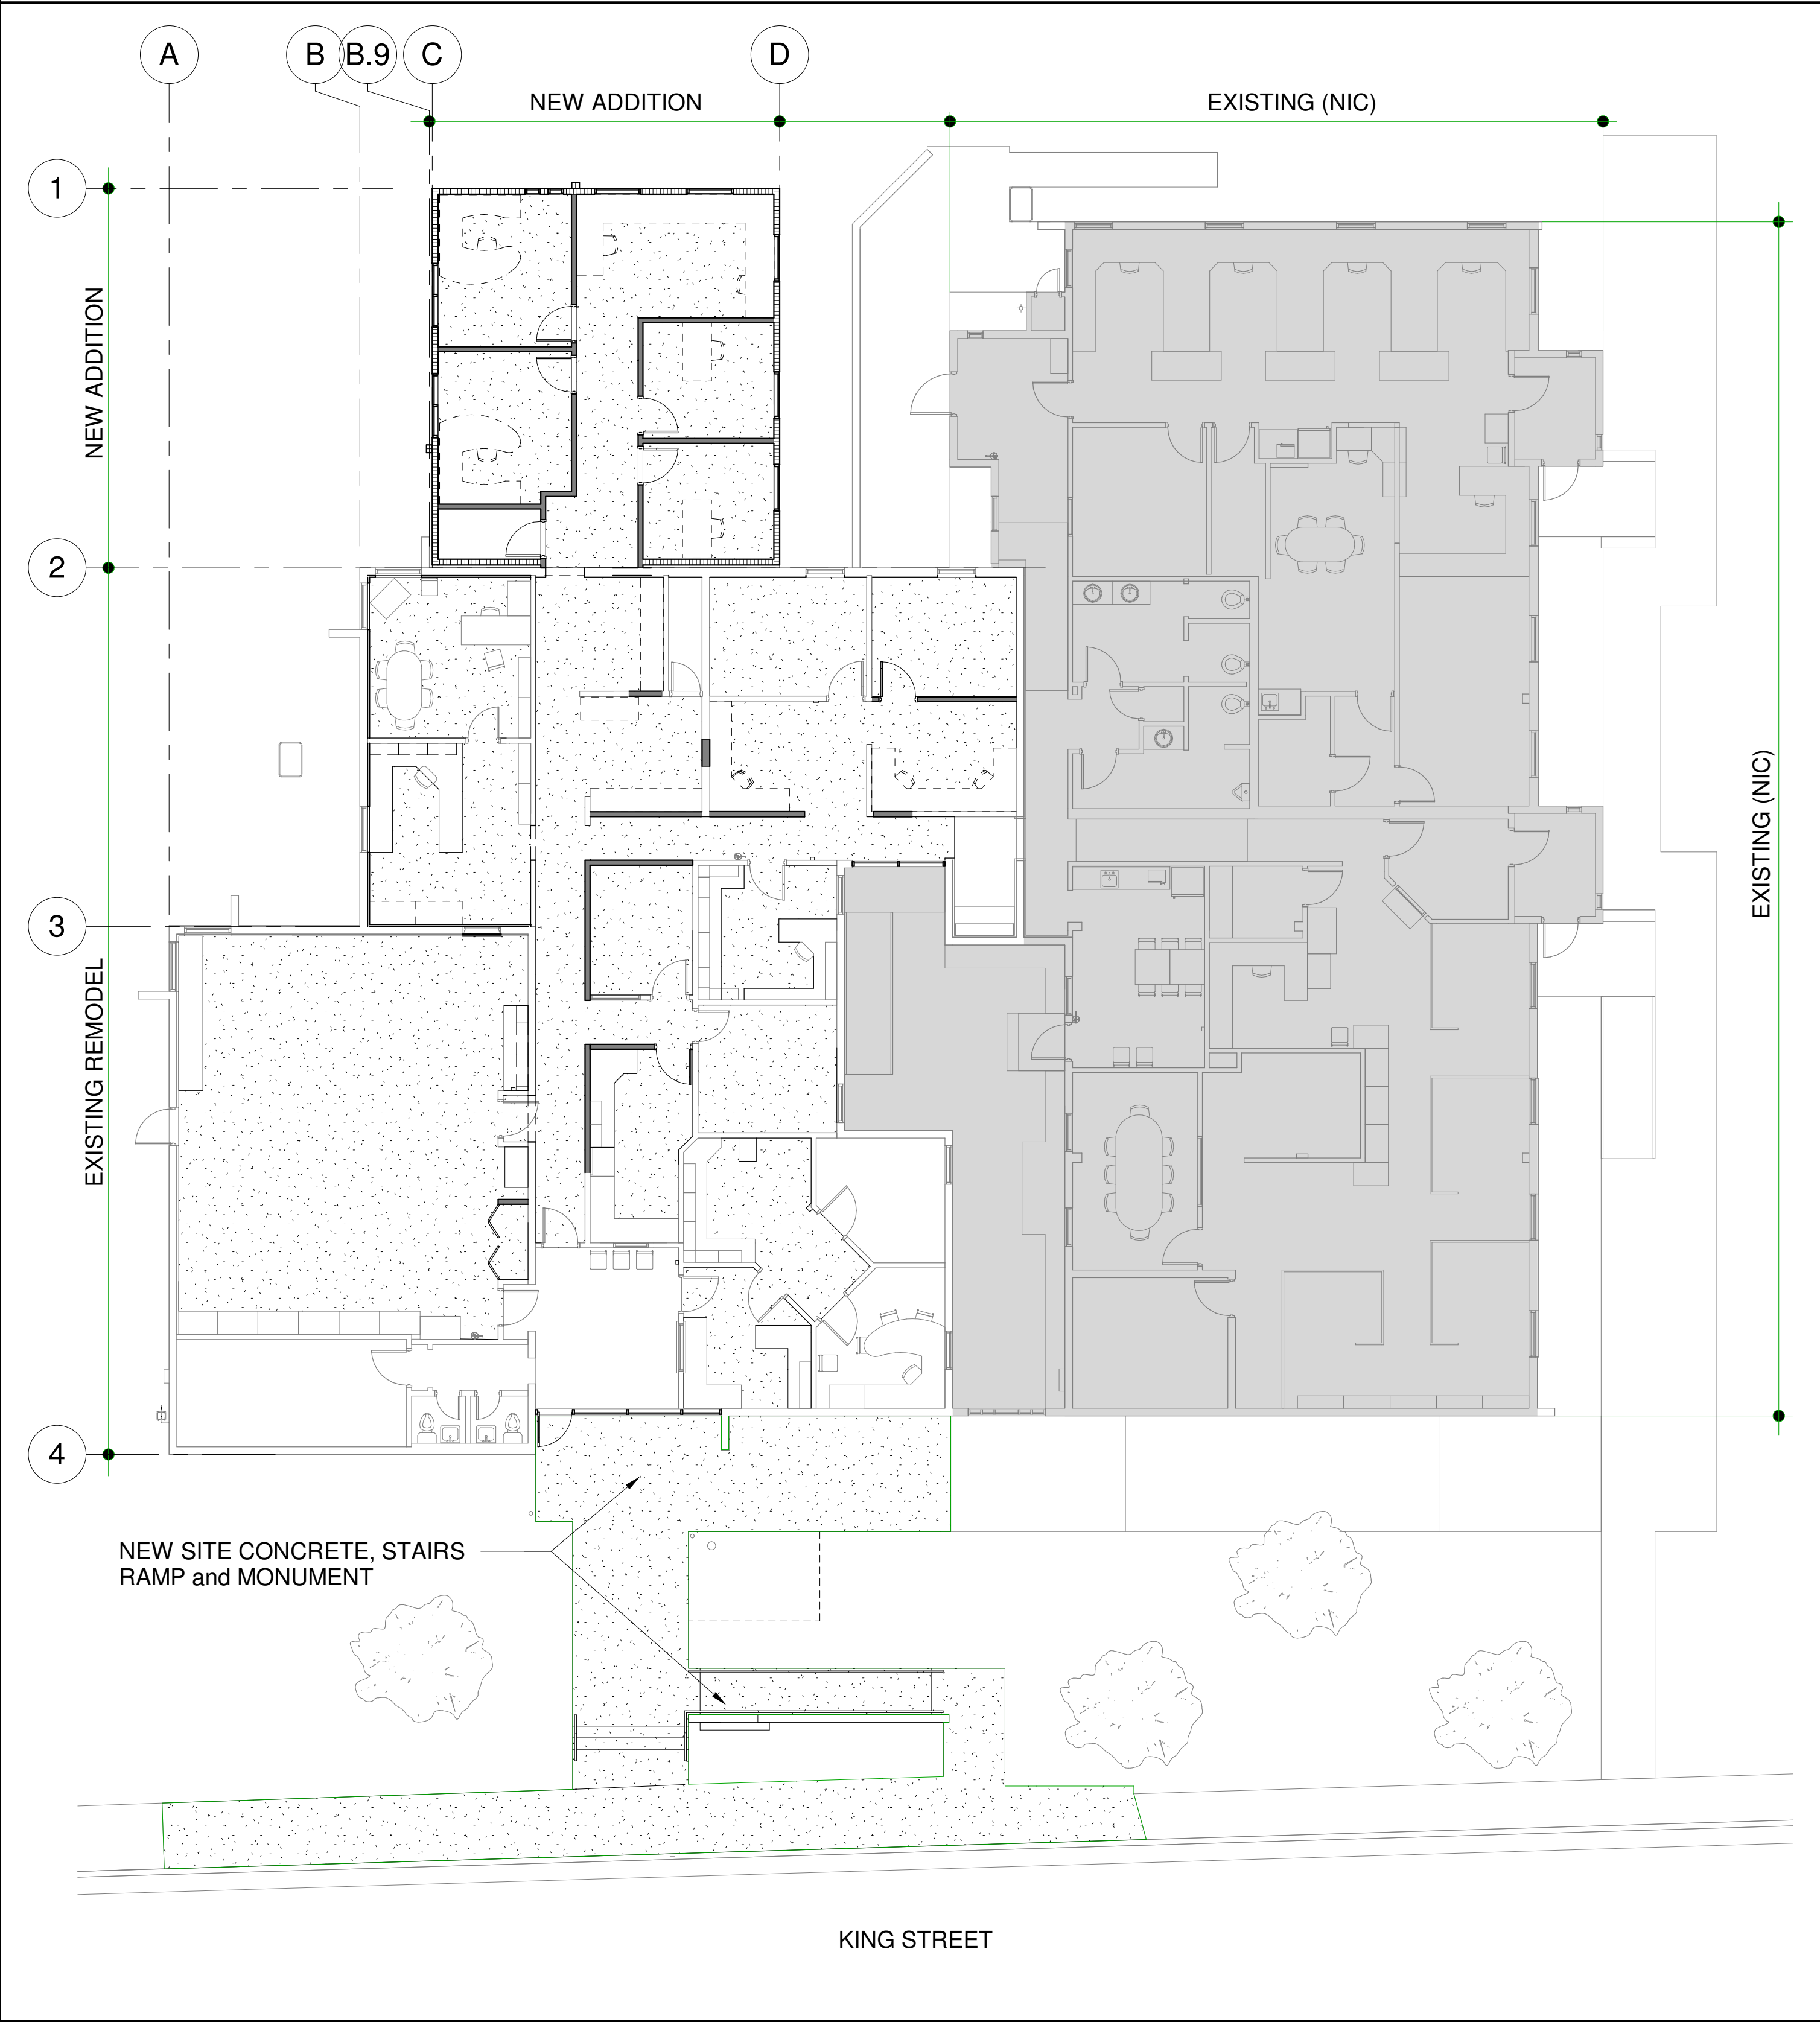 A
B
B.9
C
D
NEW ADDITION
EXISTING (NIC)
1
NEW ADDITION
2
EXISTING (NIC)
3
EXISTING REMODEL
4
NEW SITE CONCRETE, STAIRS
RAMP and MONUMENT
KING STREET